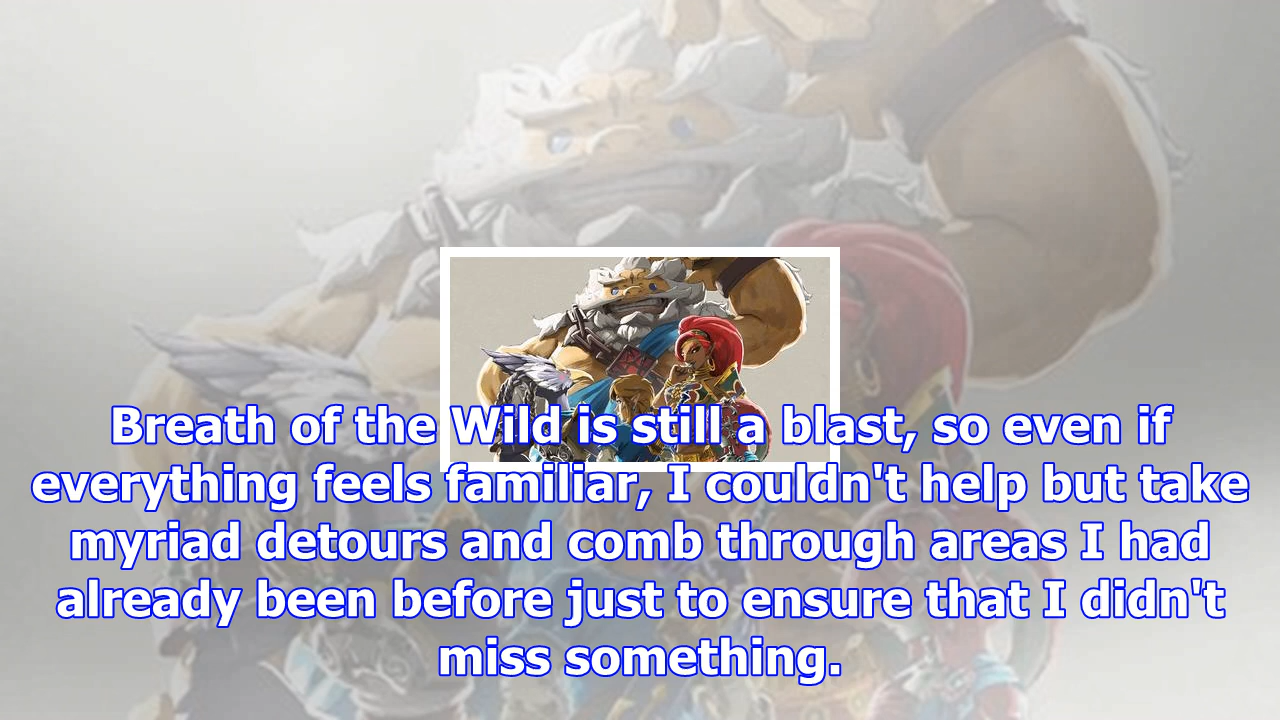 Breath of the Wild is still a blast, so even if
everything feels familiar, I couldn't help but take
myriad detours and comb through areas I had
already been before just to ensure that I didn't
miss something.